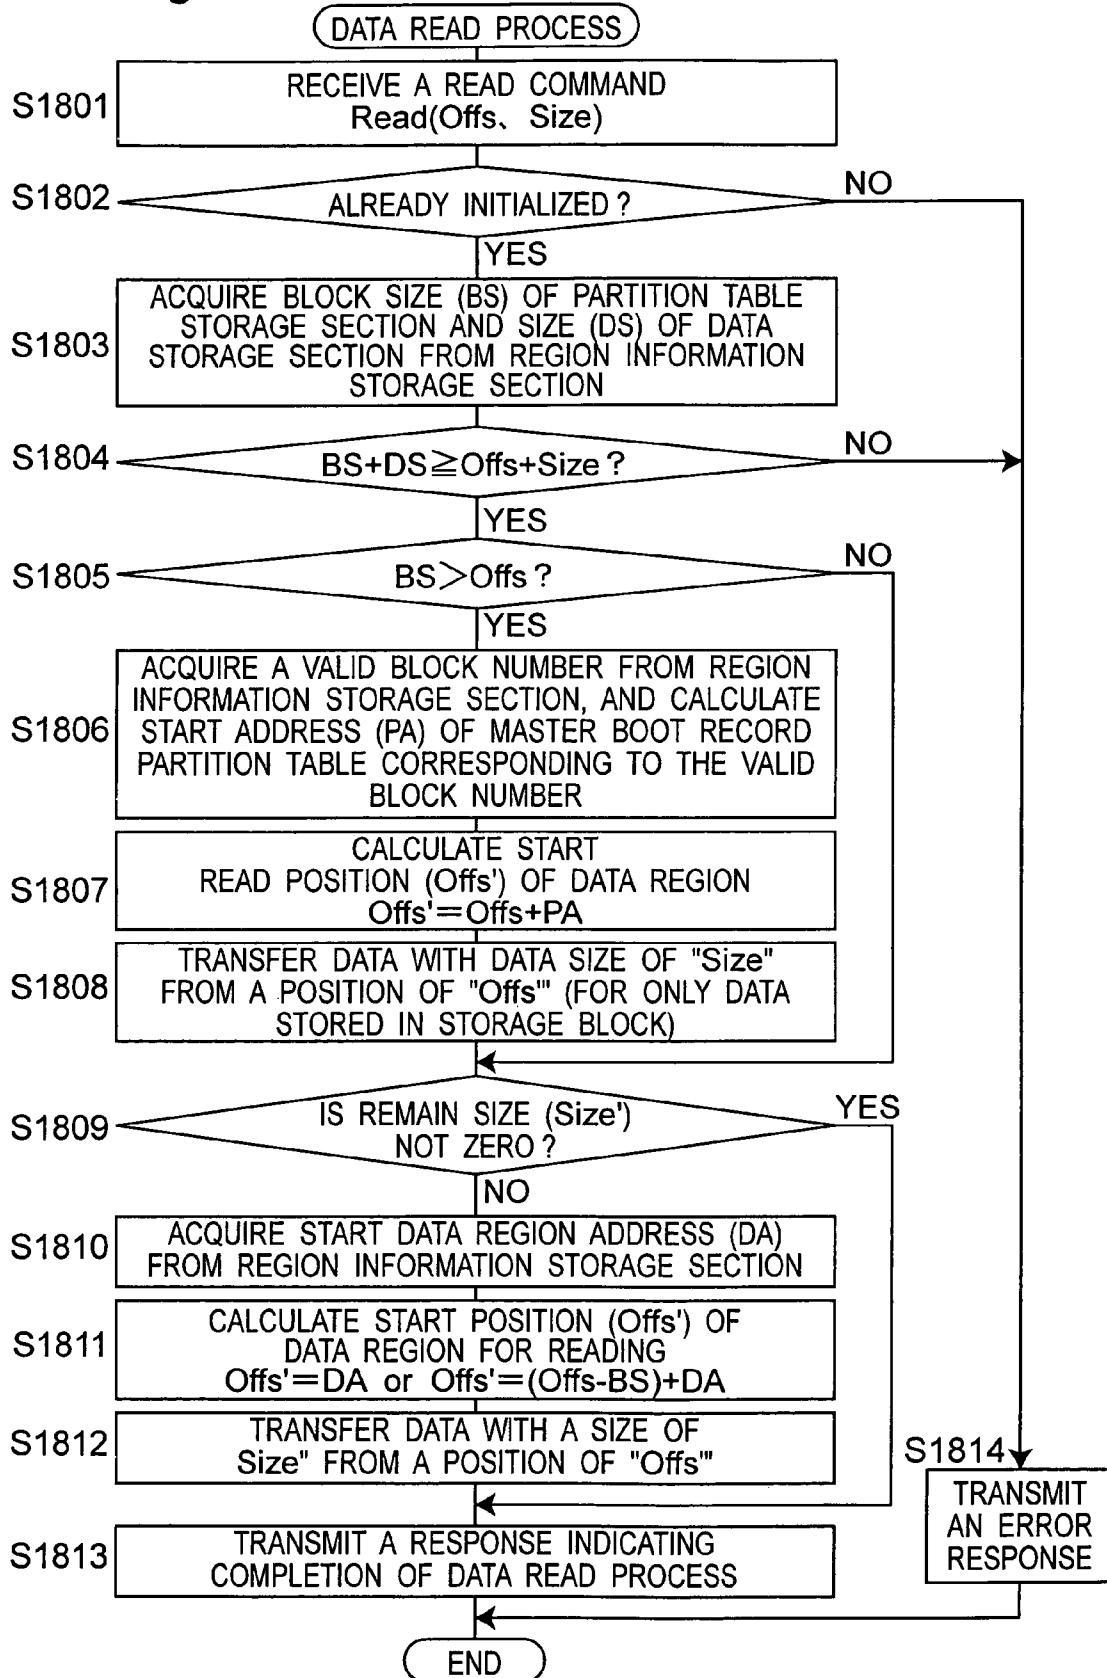 DATA READ PROCESS
S1801
RECEIVE A READ COMMAND
Read(Offs、Size)
S1802
ALREADY INITIALIZED?
NO
YES
S1803
ACQUIRE BLOCK SIZE (BS) OF PARTITION TABLE
STORAGE SECTION AND SIZE (DS) OF DATA
STORAGE SECTION FROM REGION INFORMATION
STORAGE SECTION
S1804
BS+DS≧Offs+Size?
NO
YES
S1805
BS>Offs?
NO
YES
S1806
ACQUIRE A VALID BLOCK NUMBER FROM REGION
INFORMATION STORAGE SECTION, AND CALCULATE
START ADDRESS (PA) OF MASTER BOOT RECORD
PARTITION TABLE CORRESPONDING TO THE VALID
BLOCK NUMBER
S1807
CALCULATE START
READ POSITION (Offs') OF DATA REGION
Offs'=Offs+PA
S1808
TRANSFER DATA WITH DATA SIZE OF "Size"
FROM A POSITION OF "Offs'" (FOR ONLY DATA
STORED IN STORAGE BLOCK)
S1809
IS REMAIN SIZE (Size')
NOT ZERO?
YES
NO
S1810
ACQUIRE START DATA REGION ADDRESS (DA)
FROM REGION INFORMATION STORAGE SECTION
S1811
CALCULATE START POSITION (Offs') OF
DATA REGION FOR READING
Offs'=DA or Offs'=(Offs-BS)+DA
S1812
TRANSFER DATA WITH A SIZE OF
Size" FROM A POSITION OF "Offs'"
S1813
TRANSMIT A RESPONSE INDICATING
COMPLETION OF DATA READ PROCESS
S1814
TRANSMIT
AN ERROR
RESPONSE
END